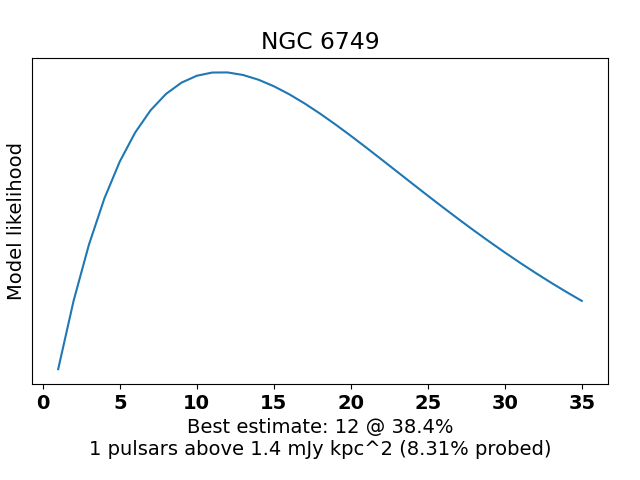 NGC 6749
Model likelihood
0 5 10 15 20 25 30 35
Best estimate: 12 @ 38.4%
1 pulsars above 1.4 mJy kpc^2 (8.31% probed)